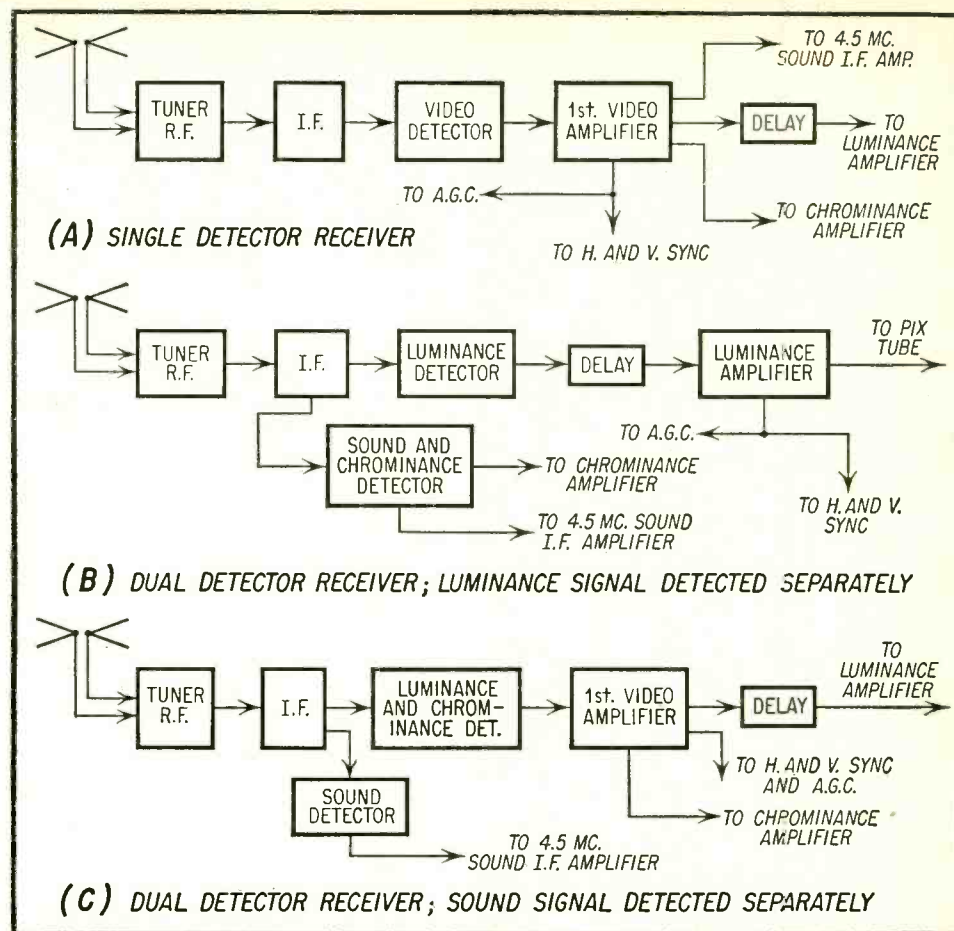 TUNER
R.F.
I.F.
VIDEO
DETECTOR
1st. VIDEO
AMPLIFIER
DELAY
TO 4.5 MC.
SOUND I.F. AMP.
TO
LUMINANCE
AMPLIFIER
TO CHROMINANCE
AMPLIFIER
TO A.G.C.
TO H. AND V. SYNC
(A) SINGLE DETECTOR RECEIVER
TUNER
R.F.
I.F.
LUMINANCE
DETECTOR
DELAY
LUMINANCE
AMPLIFIER
TO PIX
TUBE
SOUND AND
CHROMINANCE
DETECTOR
TO CHROMINANCE
AMPLIFIER
TO 4.5 MC. SOUND
I.F. AMPLIFIER
TO A.G.C.
TO H. AND V.
SYNC
(B) DUAL DETECTOR RECEIVER; LUMINANCE SIGNAL DETECTED SEPARATELY
TUNER
R.F.
I.F.
LUMINANCE
AND CHROM-
INANCE DET.
1st. VIDEO
AMPLIFIER
DELAY
TO
LUMINANCE
AMPLIFIER
TO H. AND V. SYNC
AND A.G.C.
TO CHROMINANCE
AMPLIFIER
SOUND
DETECTOR
TO 4.5 MC.
SOUND I.F. AMPLIFIER
(C) DUAL DETECTOR RECEIVER; SOUND SIGNAL DETECTED SEPARATELY